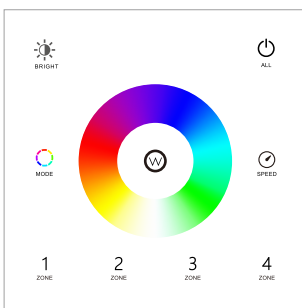 BRIGHT
ALL
W
MODE
SPEED
1 2 3 4
ZONE ZONE ZONE ZONE